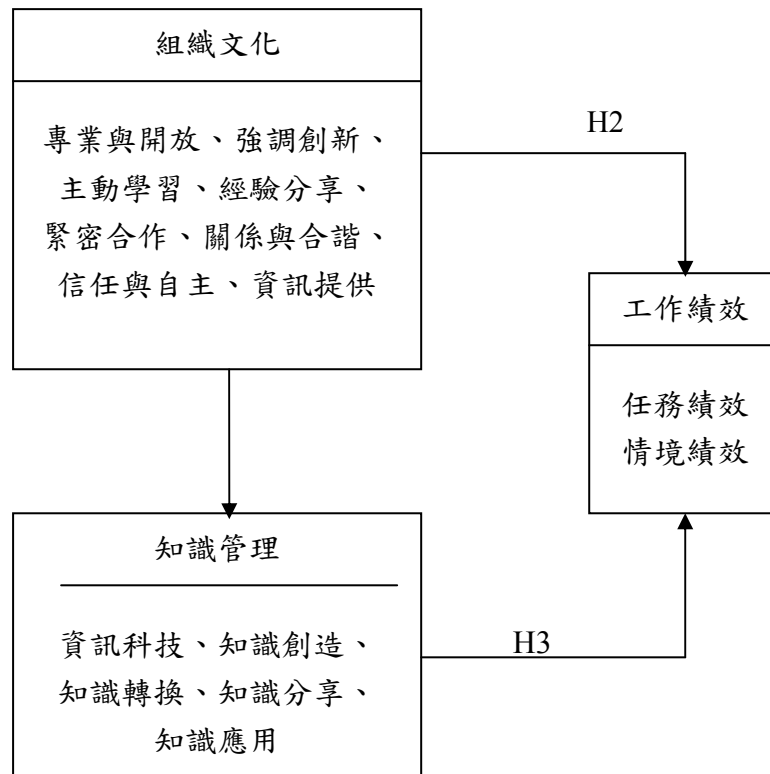 組織文化
專業與開放、強調創新、
主動學習、經驗分享、
緊密合作、關係與合諧、
信任與自主、資訊提供
H2
工作績效
任務績效
情境績效
知識管理
資訊科技、知識創造、
知識轉換、知識分享、
知識應用
H3